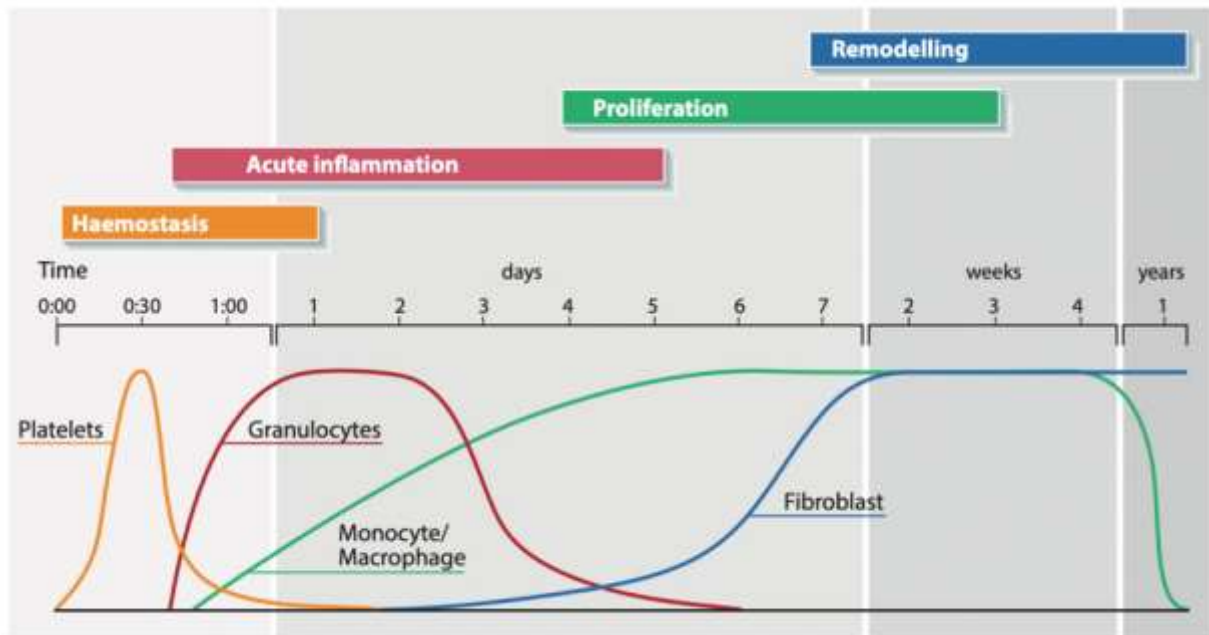 Remodelling
Proliferation
Acute inflammation
Haemostasis
Time
days
weeks
years
0:00 0:30 1:00 1 2 3 4 5 6 7 2 3 4 1
Platelets
Granulocytes
Fibroblast
Monocyte/
Macrophage